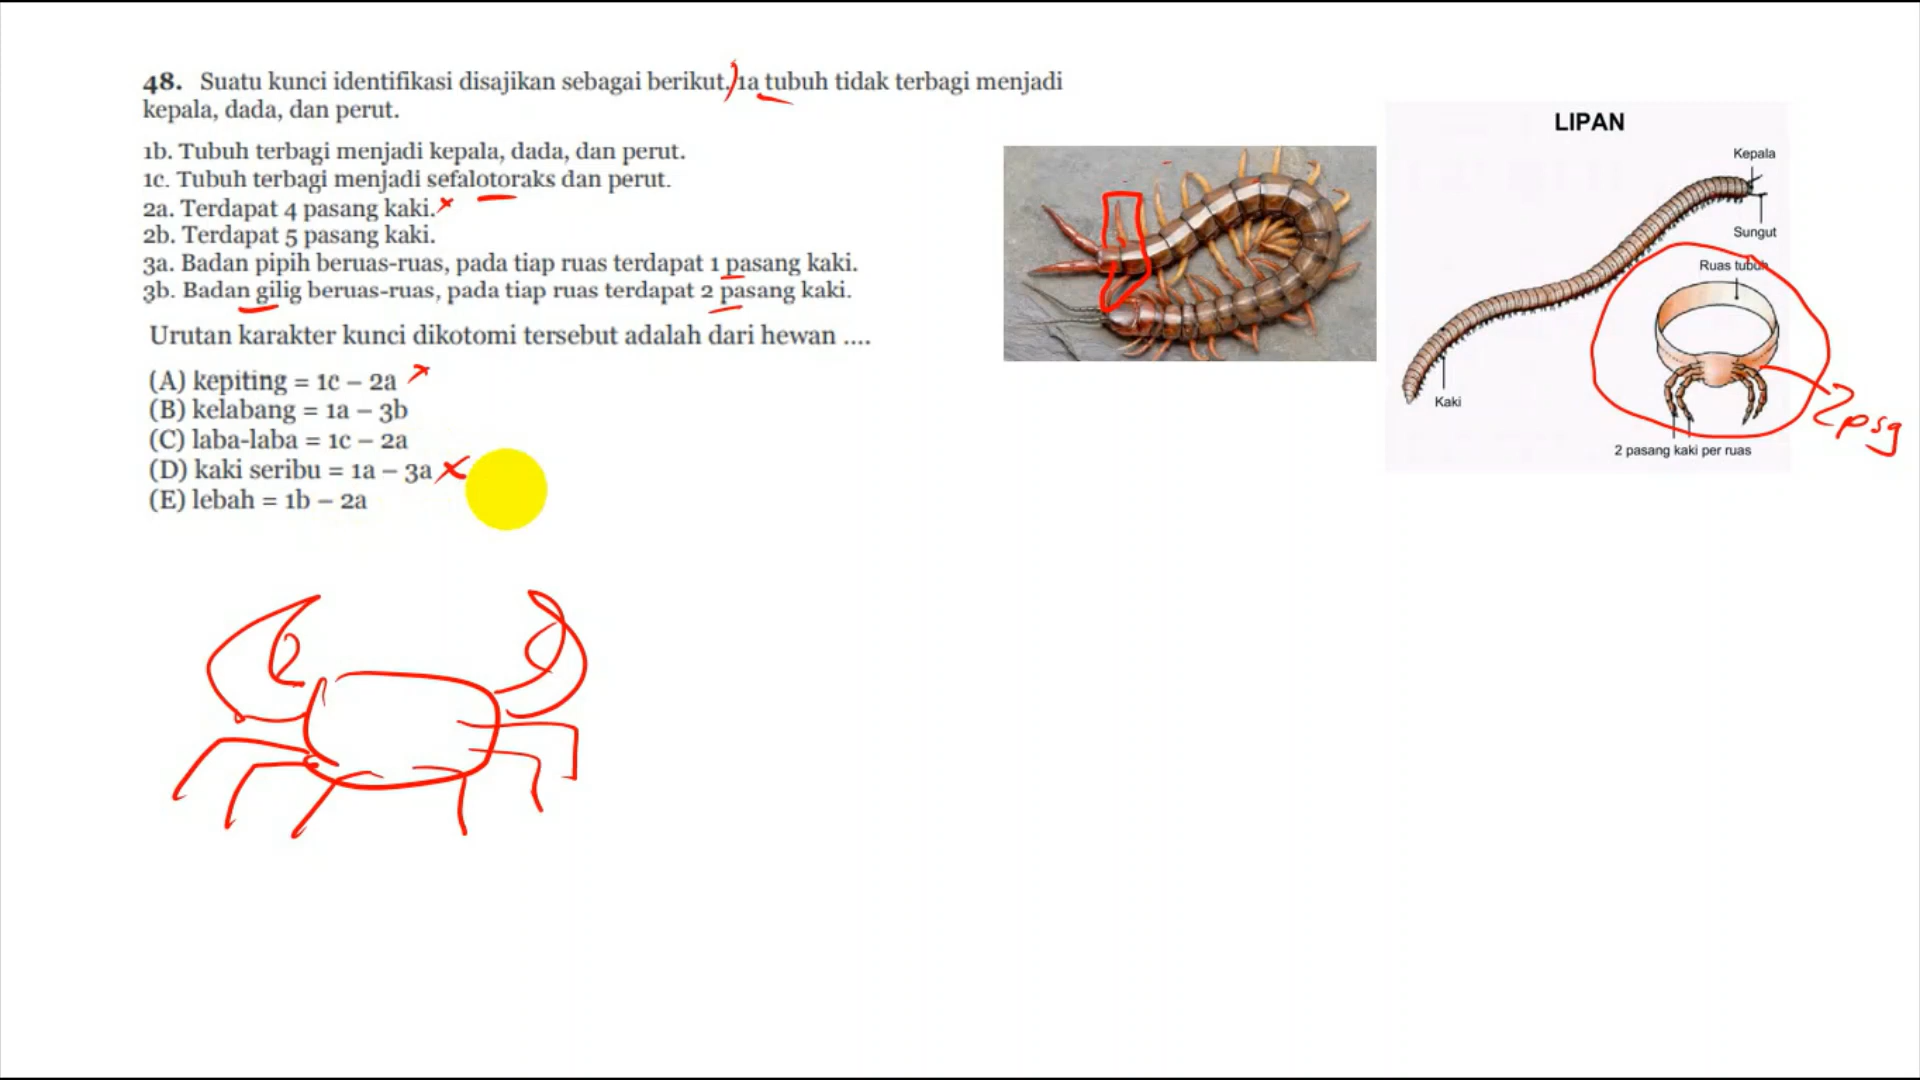 48. Suatu kunci identifikasi disajikan sebagai berikut. 1a tubuh tidak terbagi menjadi
kepala, dada, dan perut.
1b. Tubuh terbagi menjadi kepala, dada, dan perut.
1c. Tubuh terbagi menjadi sefalotoraks dan perut.
2a. Terdapat 4 pasang kaki.
2b. Terdapat 5 pasang kaki.
3a. Badan pipih beruas-ruas, pada tiap ruas terdapat 1 pasang kaki.
3b. Badan gilig beruas-ruas, pada tiap ruas terdapat 2 pasang kaki.
Urutan karakter kunci dikotomi tersebut adalah dari hewan ....
(A) kepiting = 1c – 2a
(B) kelabang = 1a – 3b
(C) laba-laba = 1c – 2a
(D) kaki seribu = 1a – 3a
(E) lebah = 1b – 2a
LIPAN
Kepala
Sungut
Ruas tubuh
Kaki
2 psg
2 pasang kaki per ruas